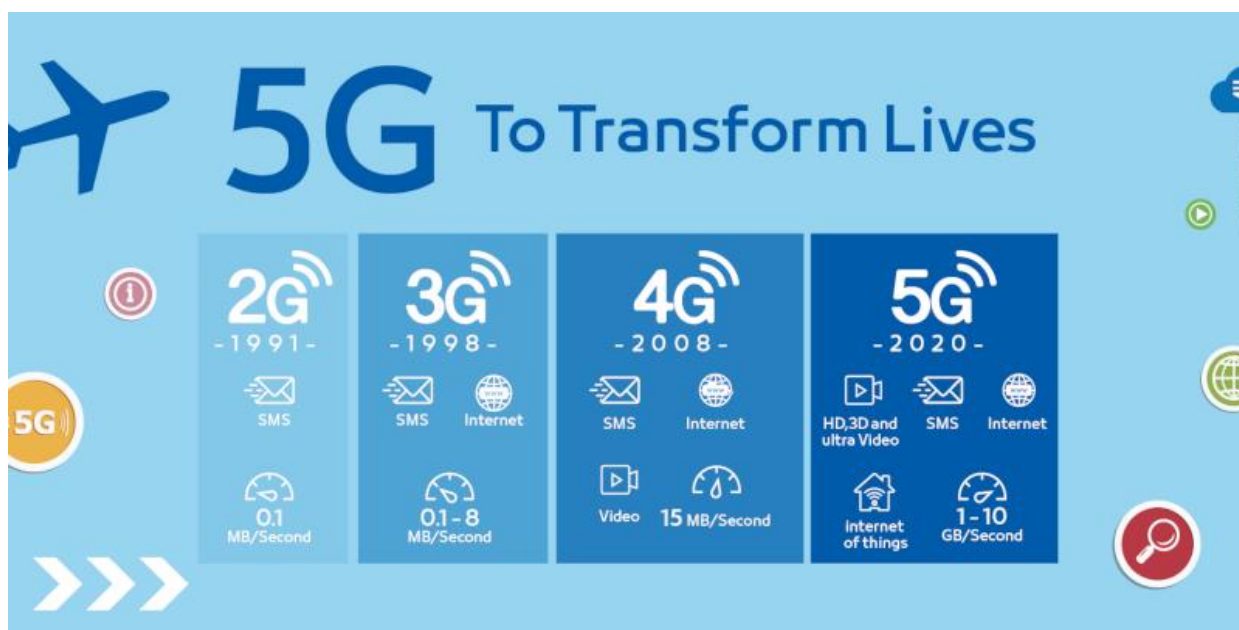 5G To Transform Lives
2G
-1991-
SMS
0.1
MB/Second
3G
-1998-
SMS Internet
0.1-8
MB/Second
4G
-2008-
SMS Internet
Video 15 MB/Second
5G
-2020-
HD,3D and
ultra Video
SMS Internet
internet
of things
1-10
GB/Second
5G